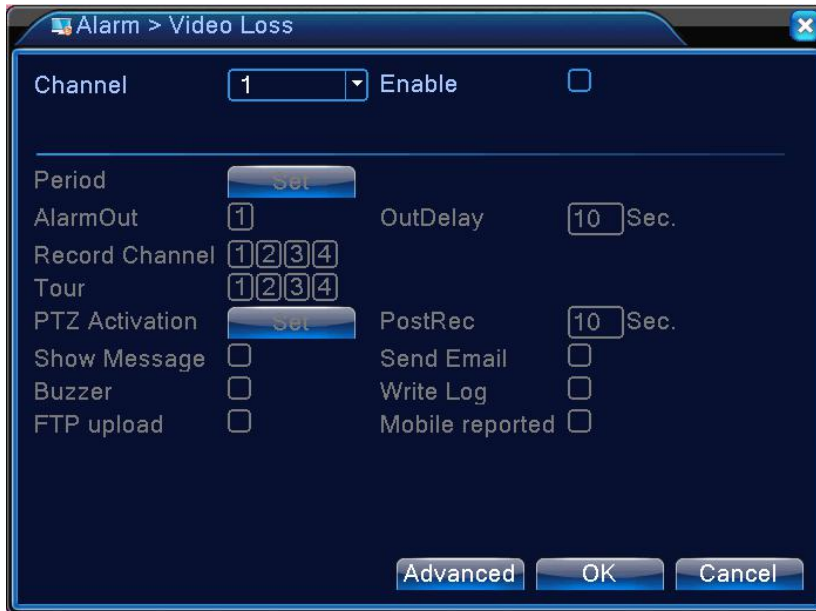 Alarm > Video Loss
Channel 1 Enable
Period Set
AlarmOut 1 OutDelay 10 Sec.
Record Channel 1 2 3 4
Tour 1 2 3 4
PTZ Activation Set PostRec 10 Sec.
Show Message Send Email
Buzzer Write Log
FTP upload Mobile reported
Advanced OK Cancel